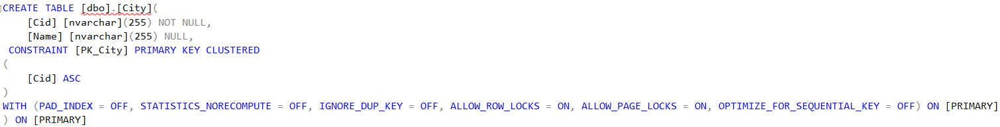 CREATE TABLE [dbo].[City](
    [Cid] [nvarchar](255) NOT NULL,
    [Name] [nvarchar](255) NULL,
 CONSTRAINT [PK_City] PRIMARY KEY CLUSTERED
(
    [Cid] ASC
)
WITH (PAD_INDEX = OFF, STATISTICS_NORECOMPUTE = OFF, IGNORE_DUP_KEY = OFF, ALLOW_ROW_LOCKS = ON, ALLOW_PAGE_LOCKS = ON, OPTIMIZE_FOR_SEQUENTIAL_KEY = OFF) ON [PRIMARY]
) ON [PRIMARY]